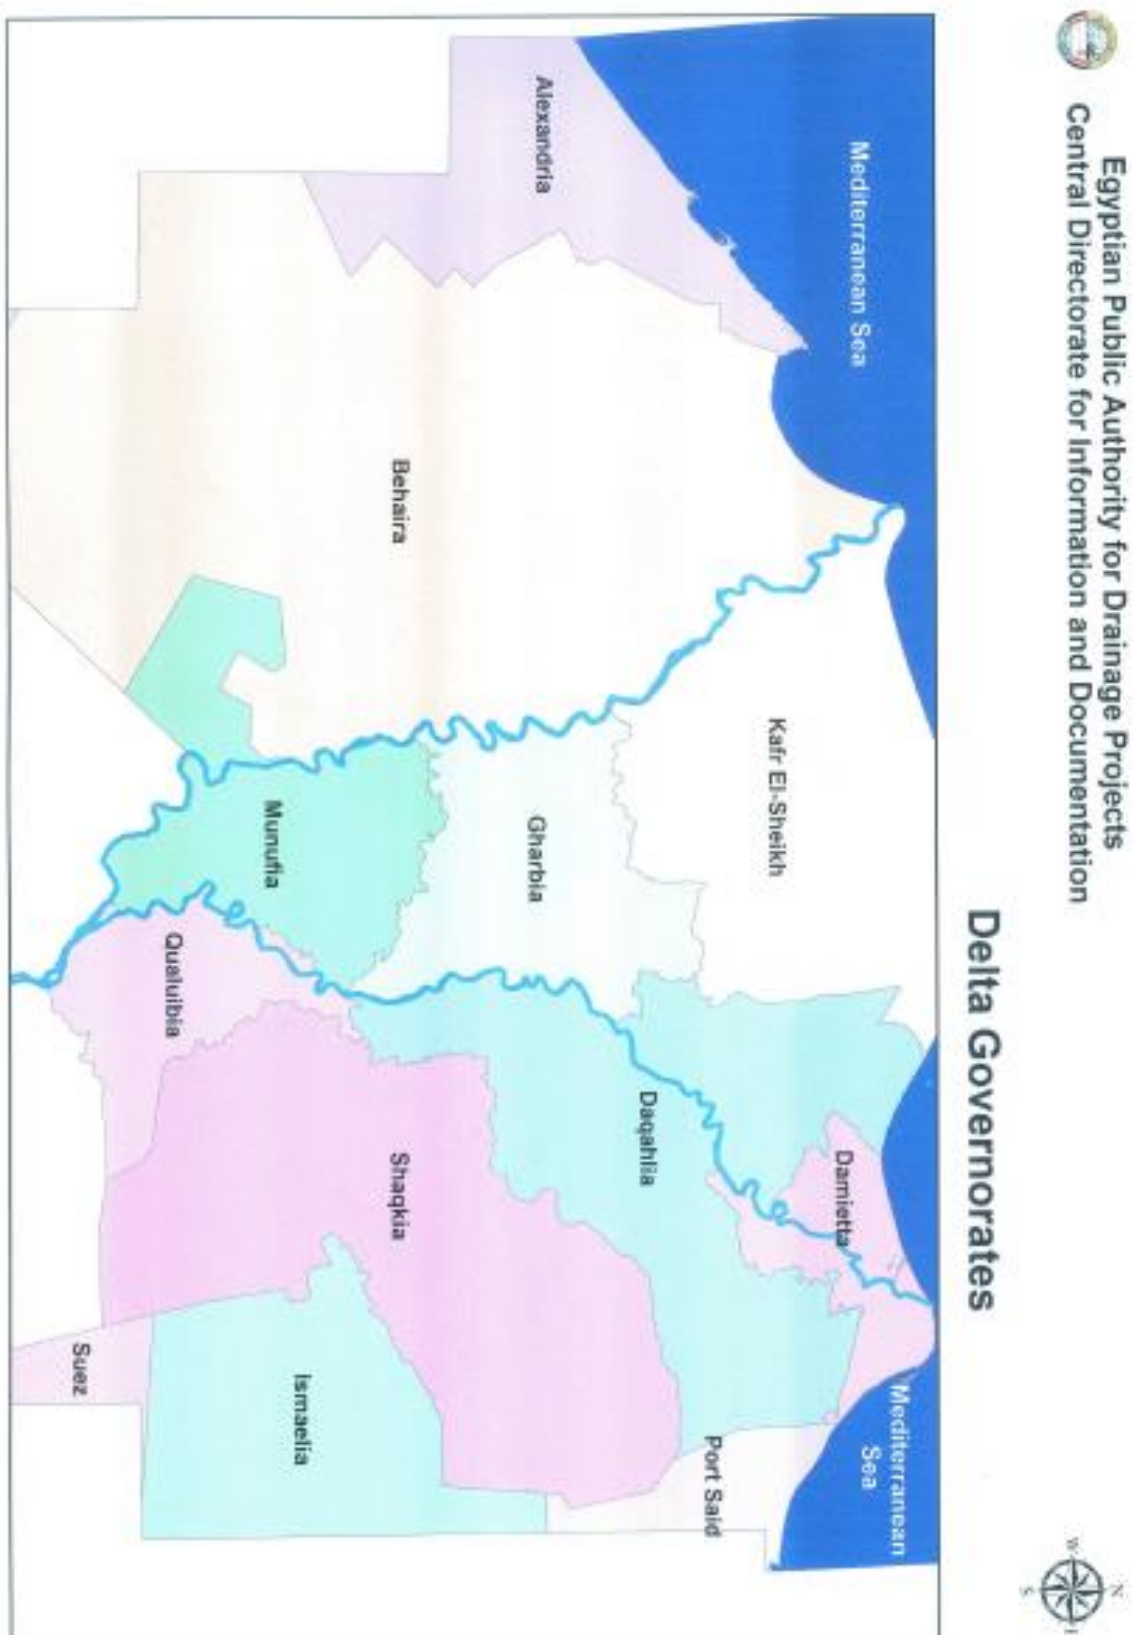 Egyptian Public Authority for Drainage Projects
Central Directorate for Information and Documentation
Delta Governorates
N
W
E
S
Mediterranean Sea
Mediterranean
Sea
Alexandria
Behaira
Kafr El-Sheikh
Gharbia
Munufia
Qualuibia
Daqahlia
Damietta
Shaqkia
Port Said
Ismaelia
Suez